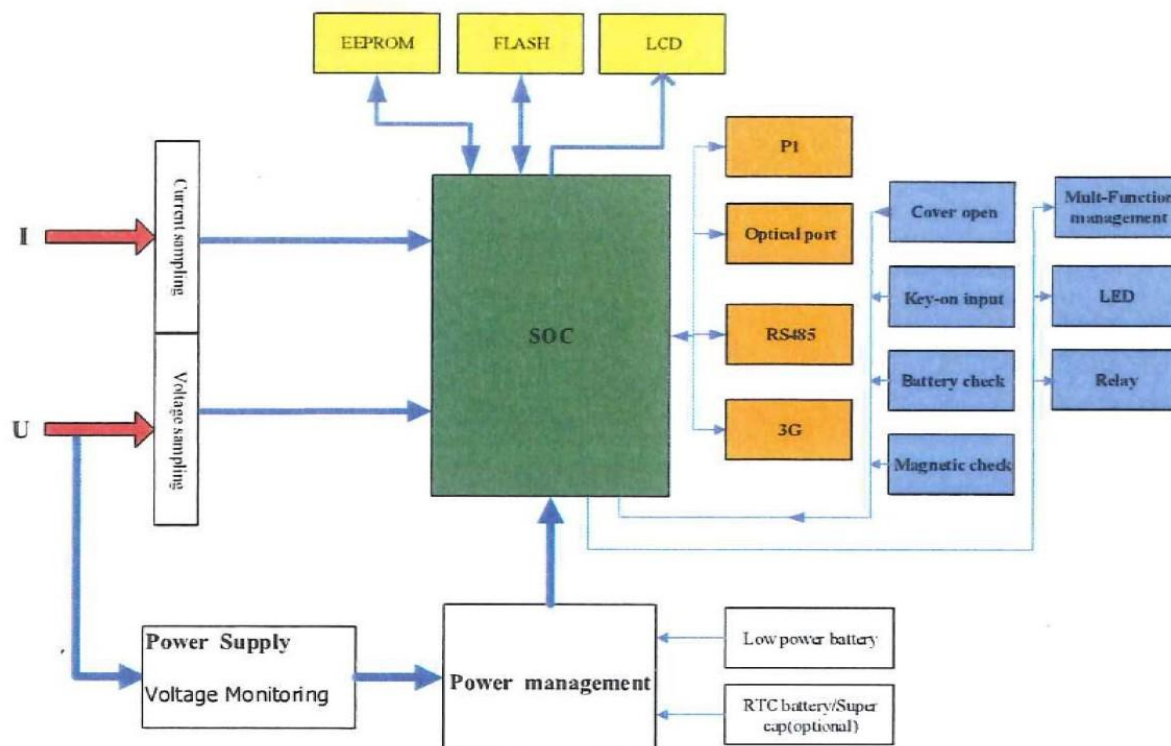 EEPROM
FLASH
LCD
P1
Optical port
RS485
3G
Cover open
Key-on input
Battery check
Magnetic check
Mult-Function
management
LED
Relay
I
Current sampling
SOC
U
Voltage sampling
Power Supply
Voltage Monitoring
Power management
Low power battery
RTC battery/Super
cap(optional)